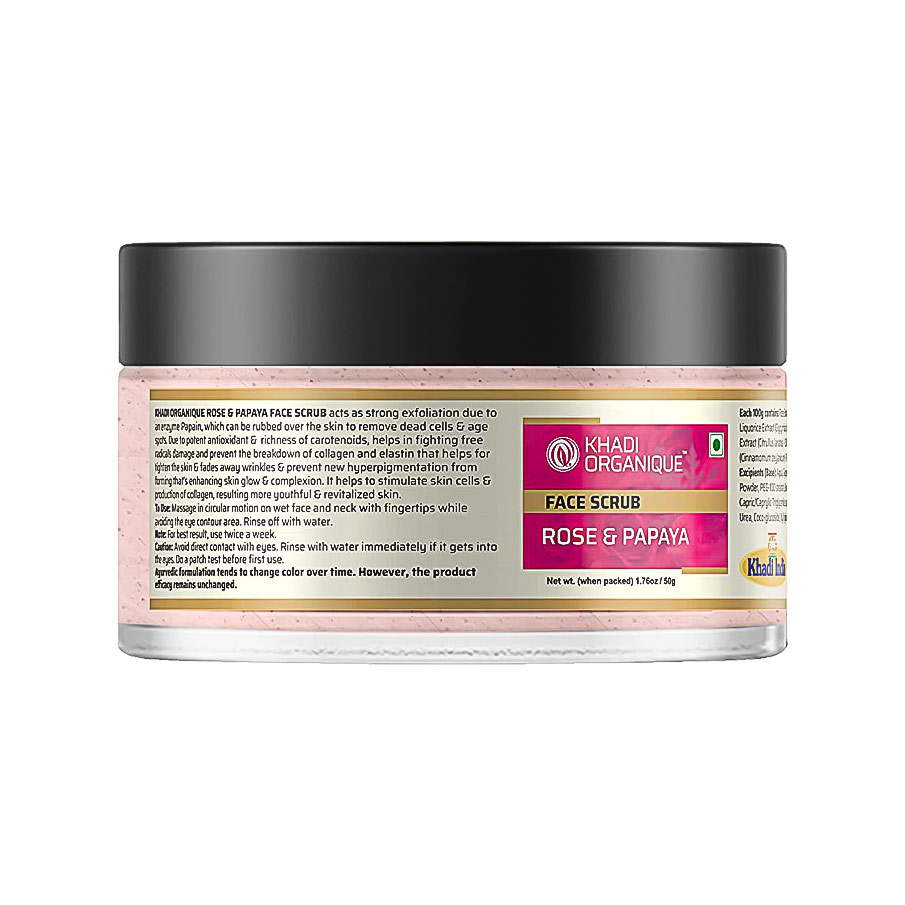 KHADI ORGANIQUE ROSE & PAPAYA FACE SCRUB acts as strong exfoliation due to
an enzyme Papain, which can be rubbed over the skin to remove dead cells & age
spots. Due to potent antioxidant & richness of carotenoids, helps in fighting free
radicals damage and prevent the breakdown of collagen and elastin that helps for
tighten the skin & fades away wrinkles & prevent new hyperpigmentation from
forming that's enhancing skin glow & complexion. It helps to stimulate skin cells &
production of collagen, resulting more youthful & revitalized skin.
To Use: Massage in circular motion on wet face and neck with fingertips while
avoiding the eye contour area. Rinse off with water.
Note: For best result, use twice a week.
Caution: Avoid direct contact with eyes. Rinse with water immediately if it gets into
the eyes. Do a patch test before first use.
Ayurvedic formulation tends to change color over time. However, the product
efficacy remains unchanged.
KHADI
ORGANIQUE™
FACE SCRUB
ROSE & PAPAYA
Net wt. (when packed) 1.76oz / 50g
Each 100g contains:
Liquorice Extract
Extract
Excipients (Base):
Powder, PEG-100
Capric/Caprylic
Urea, Coco-glucoside,
Khadi